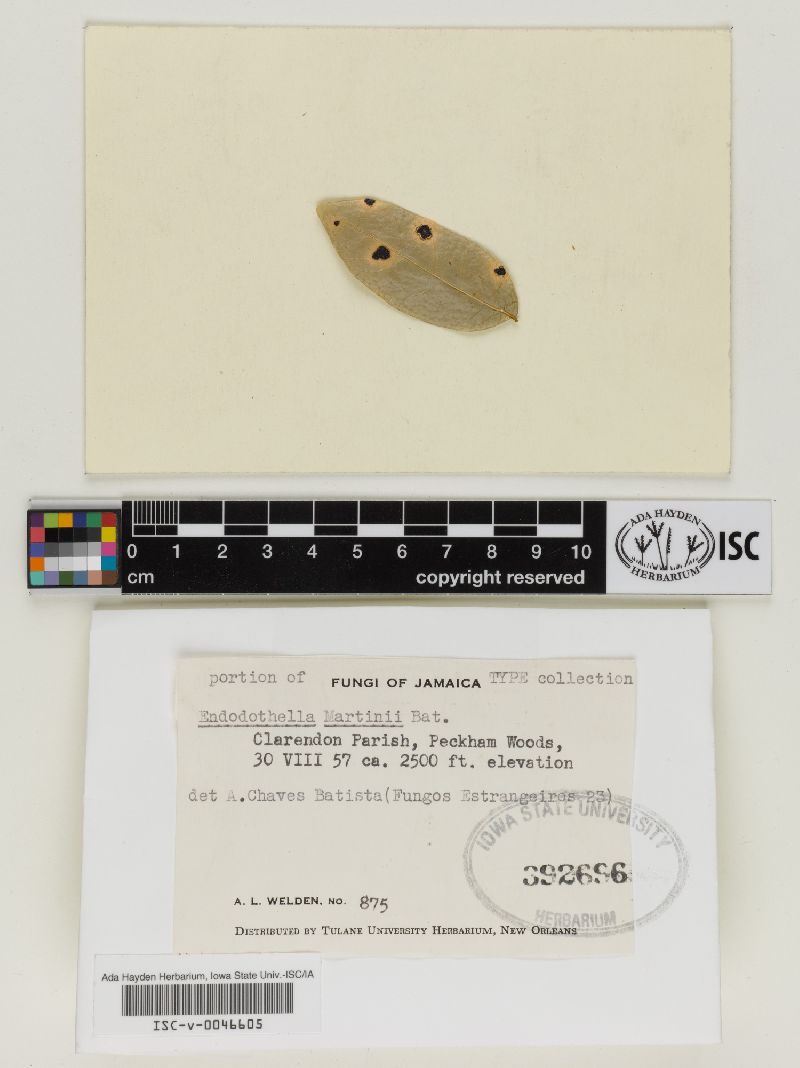 0 1 2 3 4 5 6 7 8 9 10
cm
copyright reserved
ADA HAYDEN
HERBARIUM
ISC
portion of FUNGI OF JAMAICA TYPE collection
Endodothella Martinii Bat.
Clarendon Parish, Peckham Woods,
30 VIII 57 ca. 2500 ft. elevation
det A.Chaves Batista(Fungos Estrangeiros 23)
IOWA STATE UNIVERSITY
392696
HERBARIUM
A. L. WELDEN, NO. 875
DISTRIBUTED BY TULANE UNIVERSITY HERBARIUM, NEW ORLEANS
Ada Hayden Herbarium, Iowa State Univ.-ISC/IA
ISC-v-0046605